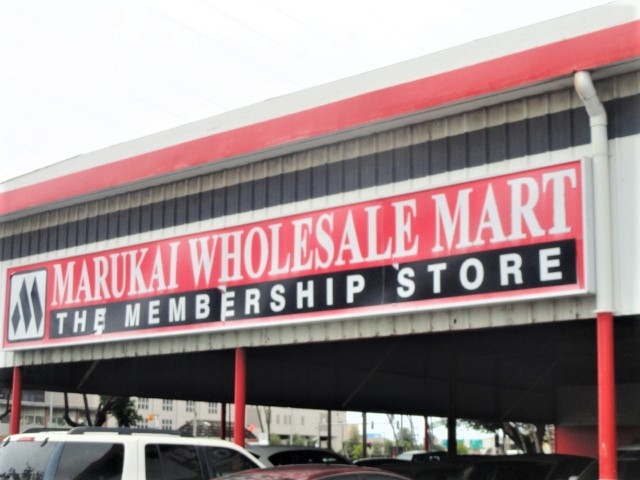 MARUKAI WHOLESALE MART
THE MEMBERSHIP STORE